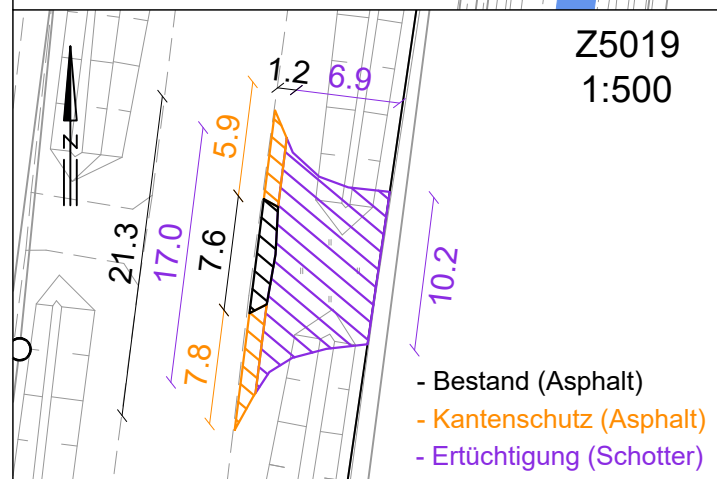 Z5019
1:500
N
1.2
6.9
5.9
7.6
7.8
21.3
17.0
10.2
- Bestand (Asphalt)
- Kantenschutz (Asphalt)
- Ertüchtigung (Schotter)